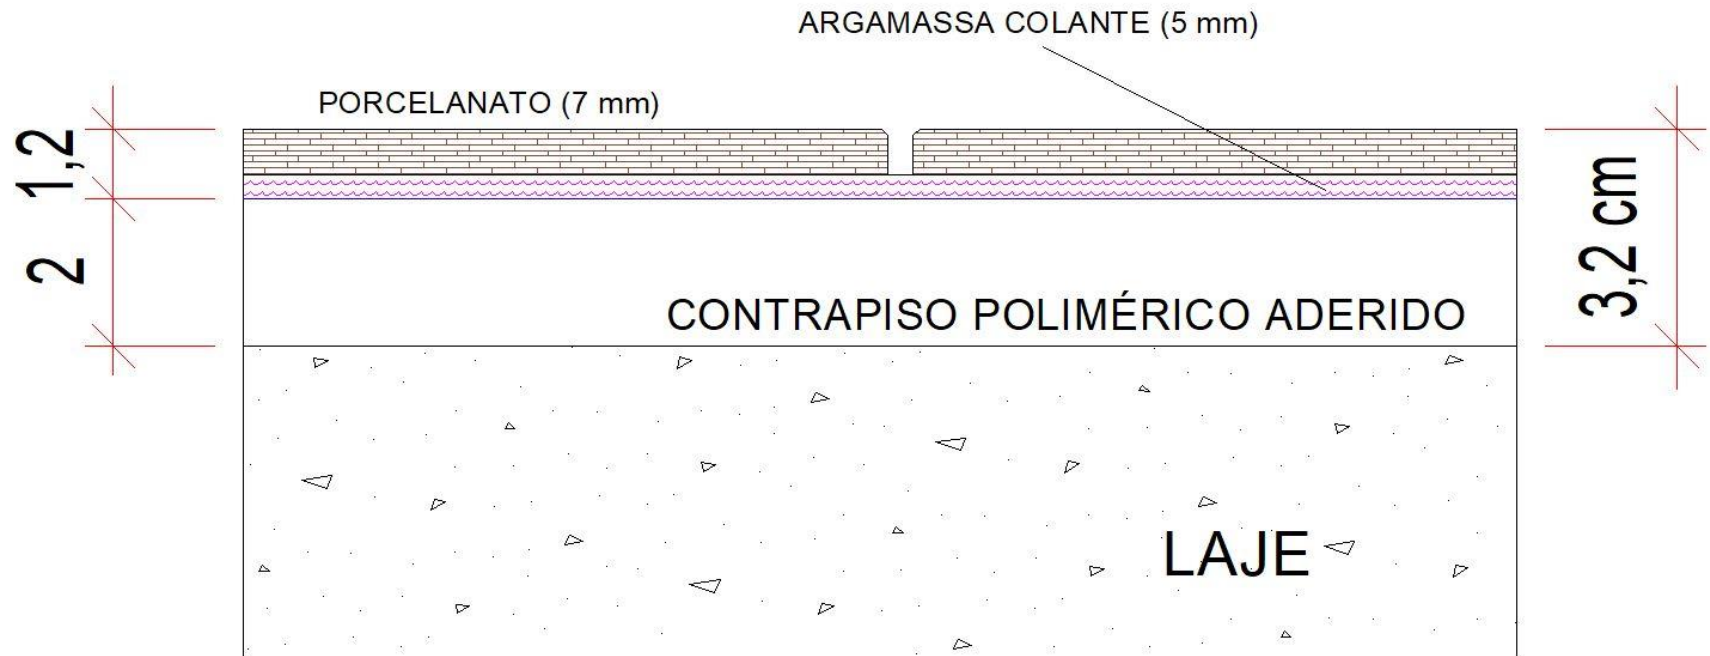 ARGAMASSA COLANTE (5 mm)
PORCELANATO (7 mm)
1,2
2
3,2 cm
CONTRAPISO POLIMÉRICO ADERIDO
LAJE